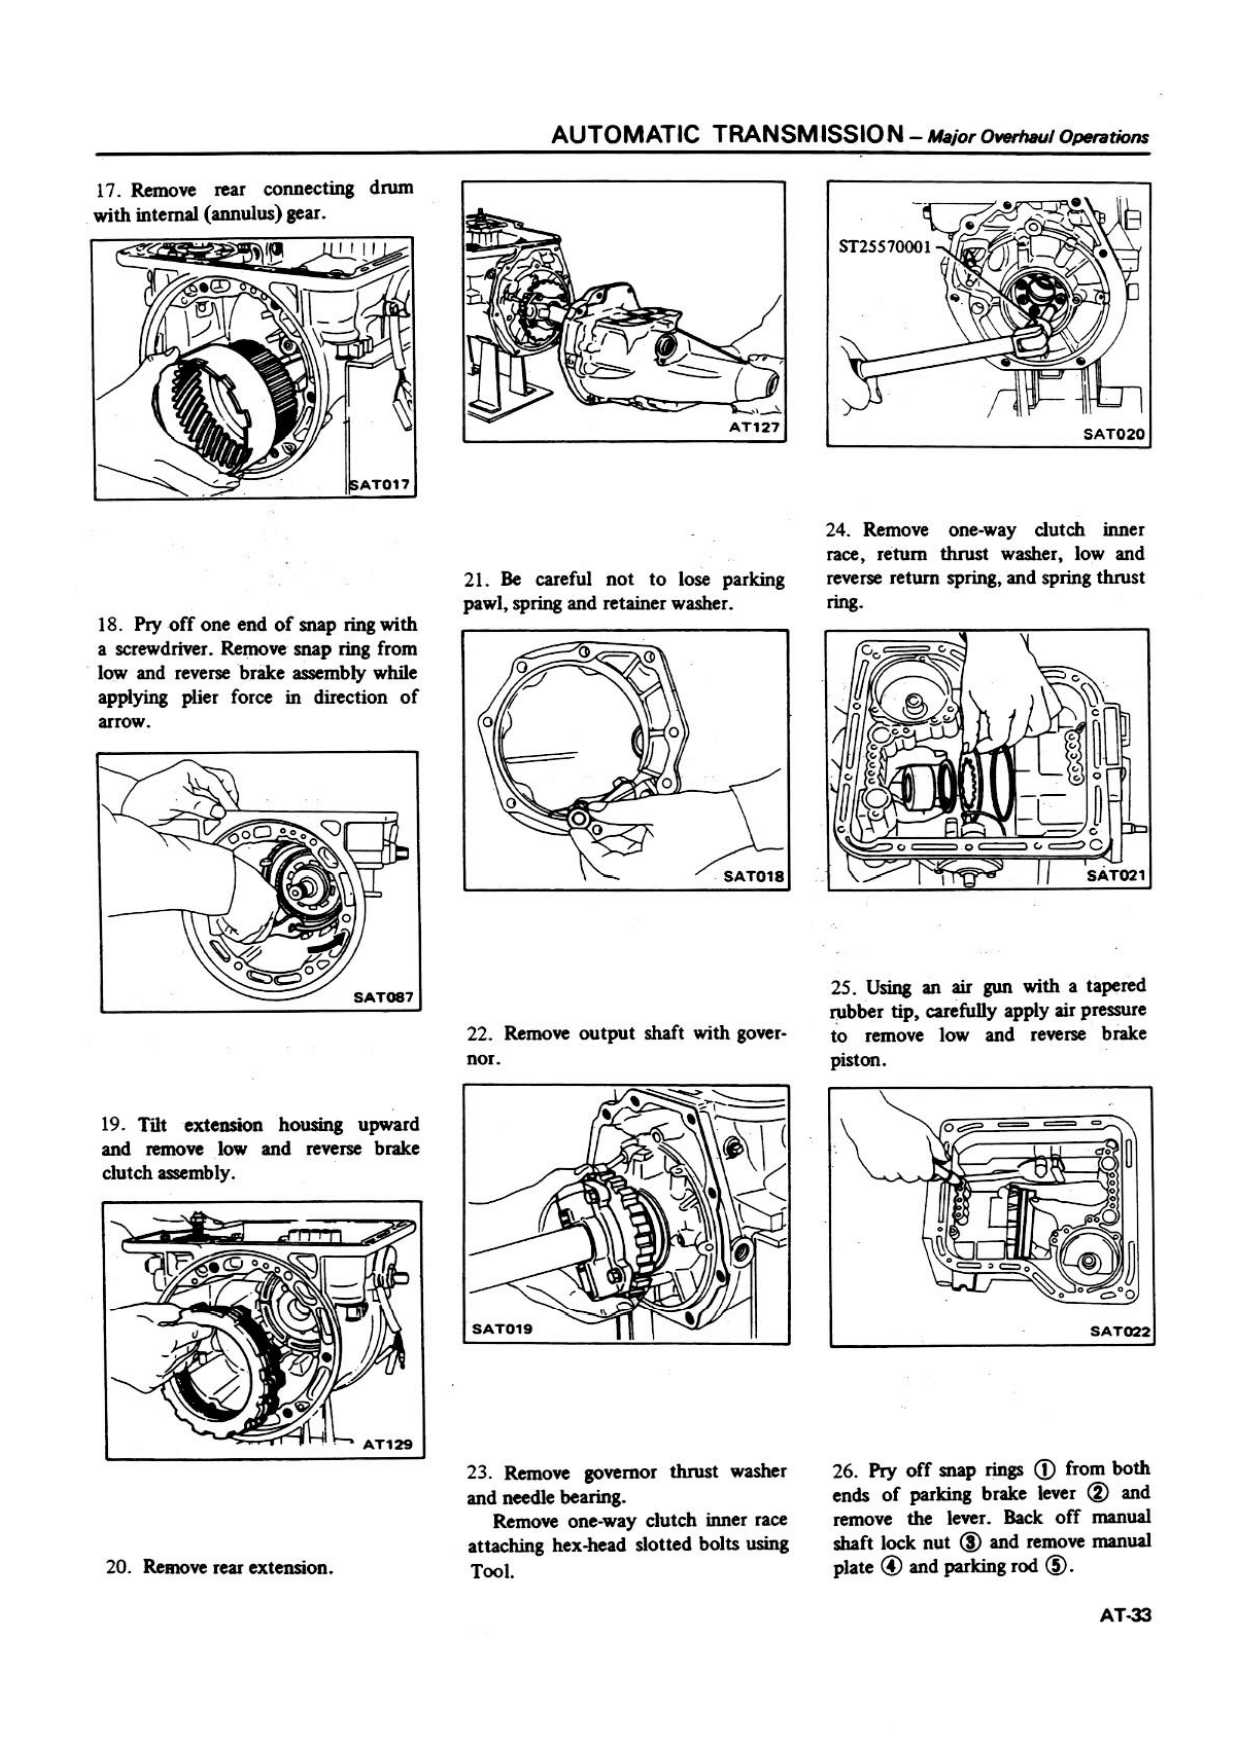 AUTOMATIC TRANSMISSION – Major Overhaul Operations
17. Remove rear connecting drum
with internal (annulus) gear.
SAT017
18. Pry off one end of snap ring with
a screwdriver. Remove snap ring from
low and reverse brake assembly while
applying plier force in direction of
arrow.
SAT087
19. Tilt extension housing upward
and remove low and reverse brake
clutch assembly.
AT129
20. Remove rear extension.
AT127
21. Be careful not to lose parking
pawl, spring and retainer washer.
SAT018
22. Remove output shaft with gover-
nor.
SAT019
23. Remove governor thrust washer
and needle bearing.
Remove one-way clutch inner race
attaching hex-head slotted bolts using
Tool.
ST25570001
SAT020
24. Remove one-way clutch inner
race, return thrust washer, low and
reverse return spring, and spring thrust
ring.
SAT021
25. Using an air gun with a tapered
rubber tip, carefully apply air pressure
to remove low and reverse brake
piston.
SAT022
26. Pry off snap rings ① from both
ends of parking brake lever ② and
remove the lever. Back off manual
shaft lock nut ③ and remove manual
plate ④ and parking rod ⑤.
AT-33